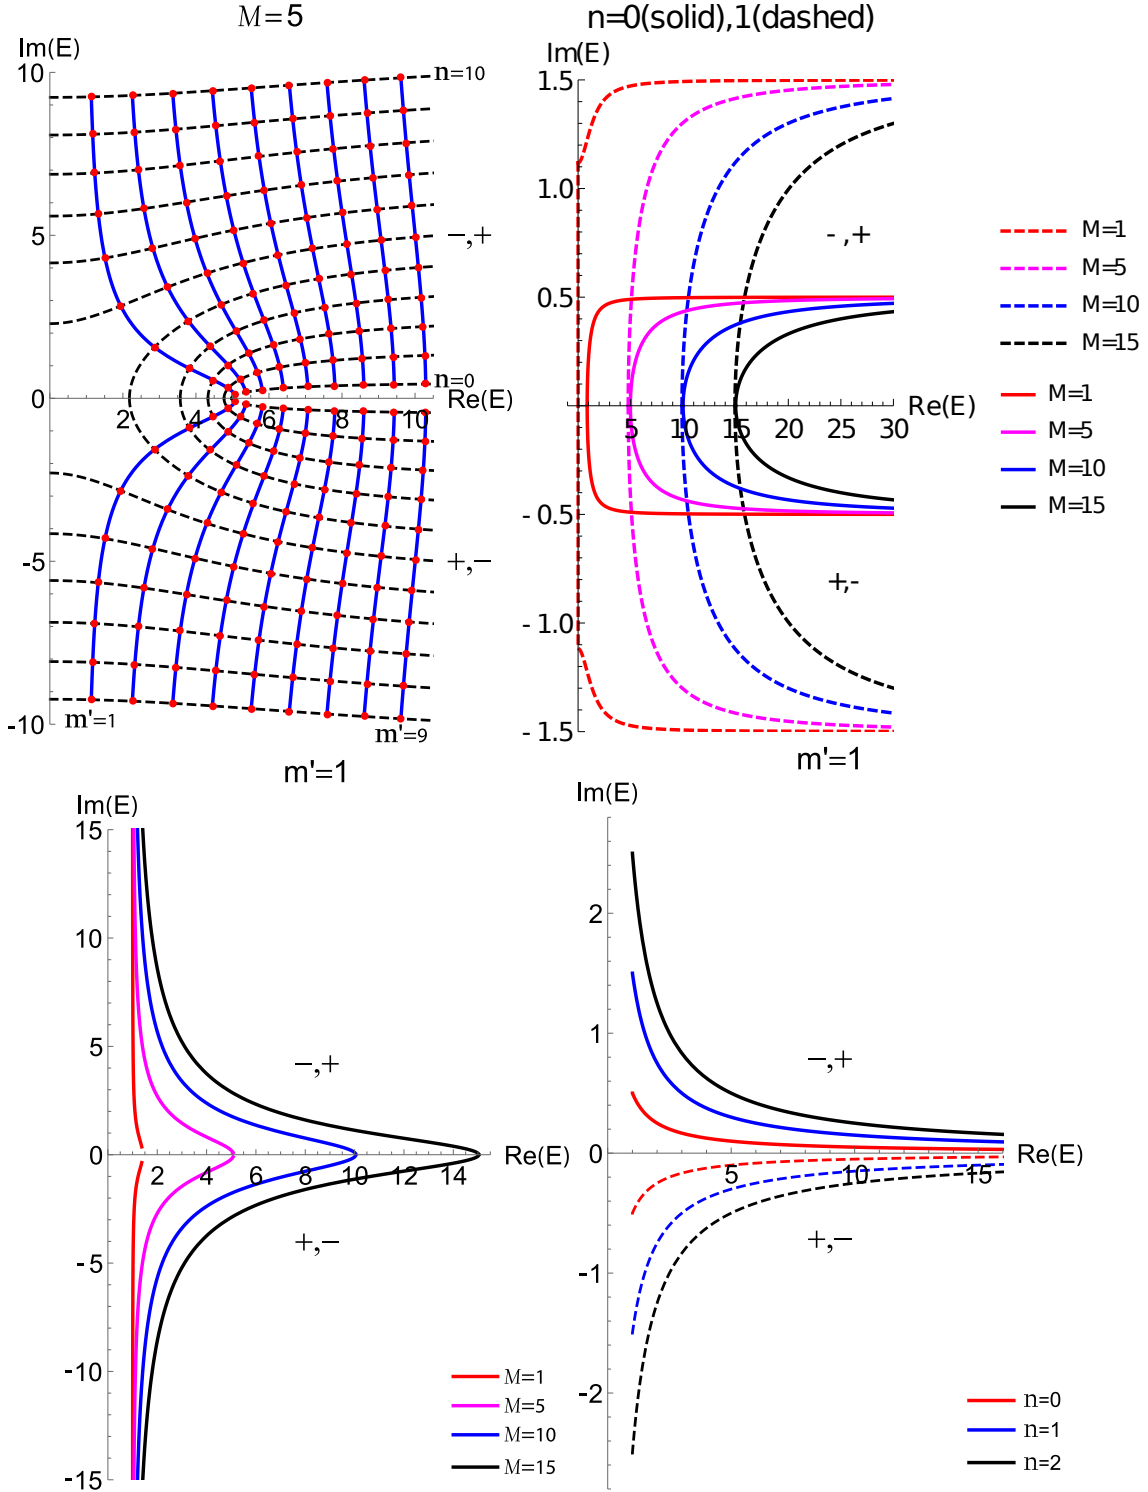 M=5
Im(E)
10
5
0
-5
-10
n=10
−,+
n=0
Re(E)
2
4
6
8
10
+,−
m'=1
m'=9
n=0(solid),1(dashed)
Im(E)
1.5
1.0
0.5
0
-0.5
-1.0
-1.5
-,+
Re(E)
5
10
15
20
25
30
+,-
M=1
M=5
M=10
M=15
M=1
M=5
M=10
M=15
m'=1
Im(E)
15
10
5
0
-5
-10
-15
−,+
Re(E)
2
4
6
8
10
12
14
+,−
M=1
M=5
M=10
M=15
m'=1
Im(E)
2
1
0
-1
-2
−,+
Re(E)
5
10
15
+,−
n=0
n=1
n=2